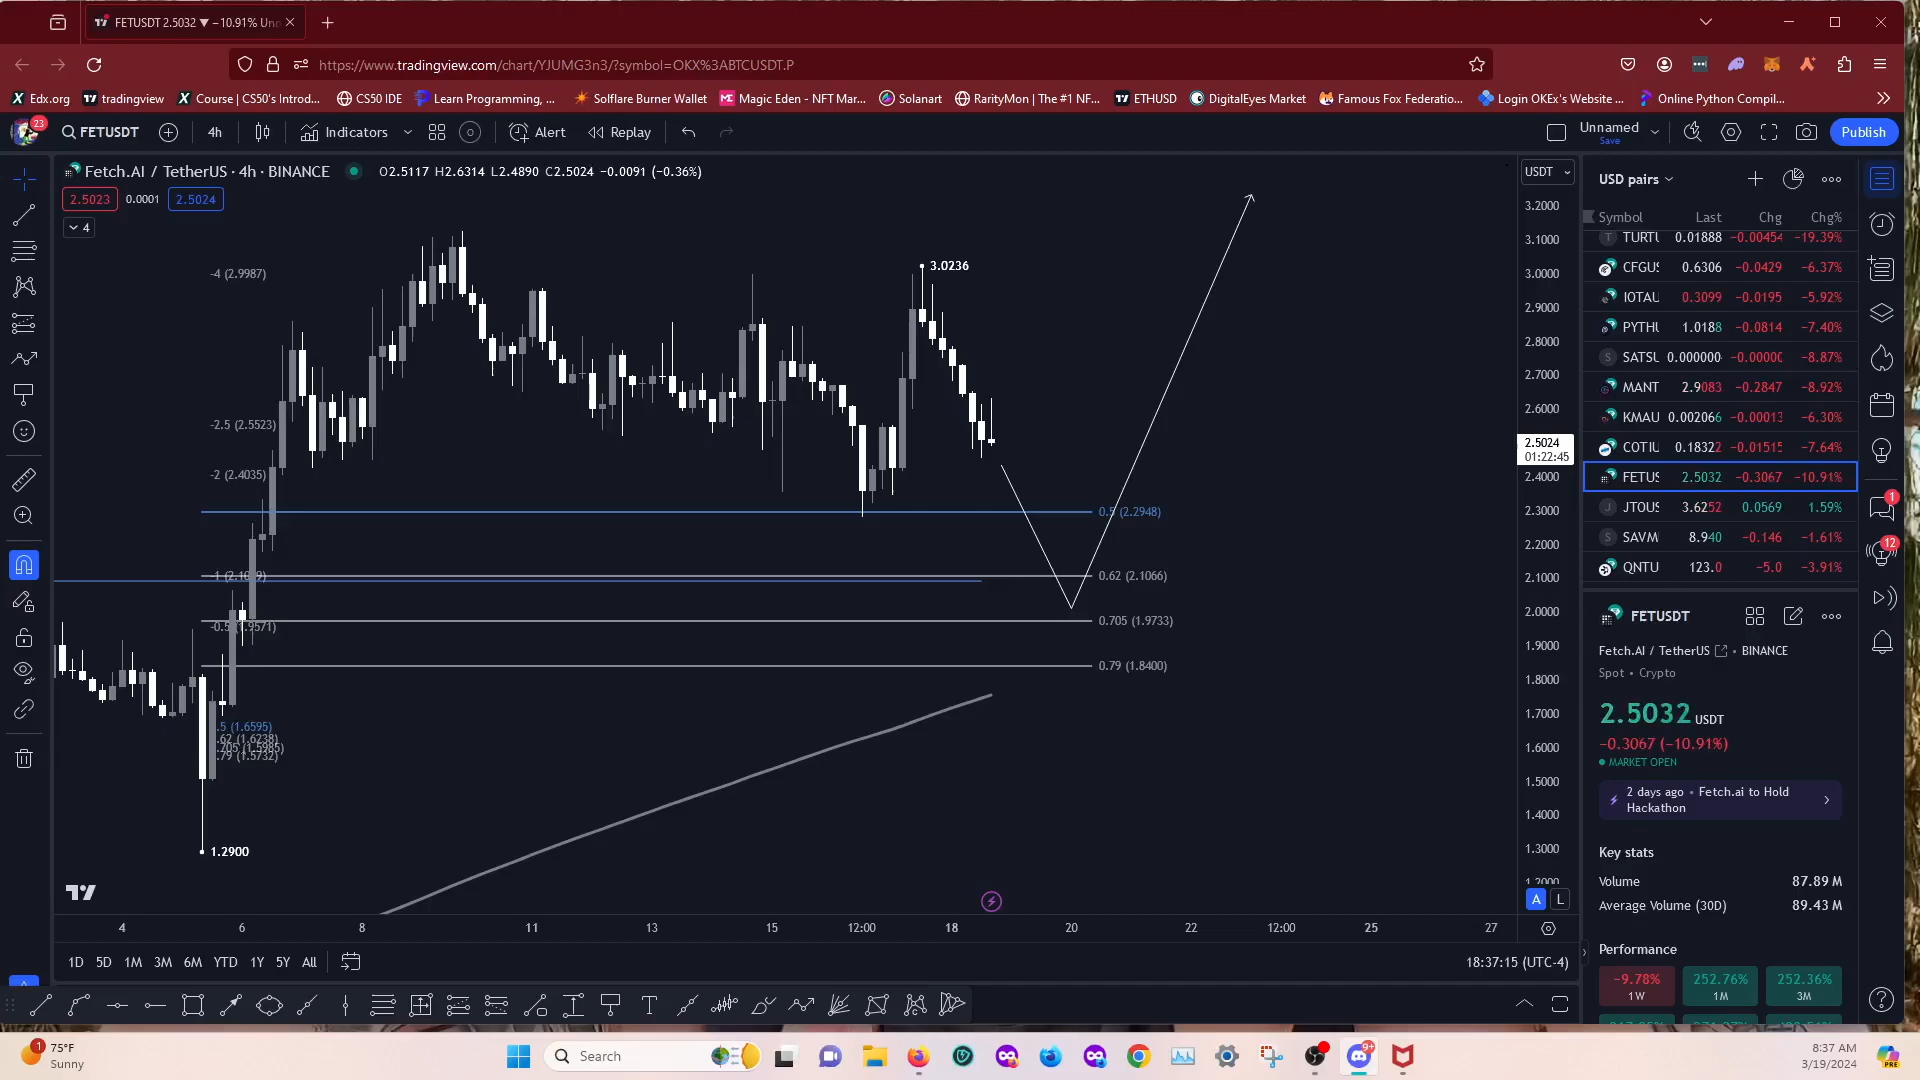 FETUSDT 2.5032 ▼ −10.91% Unn
https://www.tradingview.com/chart/YJUMG3n3/?symbol=OKX%3ABTCUSDT.P
Edx.org
tradingview
Course | CS50's Introd...
CS50 IDE
Learn Programming, ...
Solflare Burner Wallet
Magic Eden - NFT Mar...
Solanart
RarityMon | The #1 NF...
ETHUSD
DigitalEyes Market
Famous Fox Federatio...
Login OKEx's Website ...
Online Python Compil...
23
FETUSDT
4h
Indicators
Alert
Replay
Unnamed
Save
Publish
Fetch.AI / TetherUS · 4h · BINANCE
O2.5117 H2.6314 L2.4890 C2.5024 −0.0091 (−0.36%)
2.5023
0.0001
2.5024
4
USDT
3.2000
3.1000
3.0000
2.9000
2.8000
2.7000
2.6000
2.5024
01:22:45
2.4000
2.3000
2.2000
2.1000
2.0000
1.9000
1.8000
1.7000
1.6000
1.5000
1.4000
1.3000
1.2000
-4 (2.9987)
-2.5 (2.5523)
-2 (2.4035)
-0.5 (1.9571)
3.0236
0.5 (2.2948)
0.62 (2.1066)
0.705 (1.9733)
0.79 (1.8400)
.5 (1.6595)
.62 (1.6238)
.705 (1.5985)
.79 (1.5732)
1.2900
A
L
4
6
8
11
13
15
12:00
18
20
22
12:00
25
27
1D
5D
1M
3M
6M
YTD
1Y
5Y
All
18:37:15 (UTC-4)
USD pairs
Symbol Last Chg Chg%
TURTU 0.01888 −0.00454 −19.39%
CFGUS 0.6306 −0.0429 −6.37%
IOTAU 0.3099 −0.0195 −5.92%
PYTHU 1.0188 −0.0814 −7.40%
SATSU 0.000000 −0.00000 −8.87%
MANT 2.9083 −0.2847 −8.92%
KMAU 0.002066 −0.00013 −6.30%
COTIU 0.18322 −0.01515 −7.64%
FETUS 2.5032 −0.3067 −10.91%
JTOUS 3.6252 0.0569 1.59%
SAVM 8.940 −0.146 −1.61%
QNTU 123.0 −5.0 −3.91%
FETUSDT
Fetch.AI / TetherUS • BINANCE
Spot • Crypto
2.5032 USDT
−0.3067 (−10.91%)
MARKET OPEN
2 days ago • Fetch.ai to Hold
Hackathon
Key stats
Volume 87.89 M
Average Volume (30D) 89.43 M
Performance
−9.78%
1W
252.76%
1M
252.36%
3M
1
12
1
75°F
Sunny
Search
9+
8:37 AM
3/19/2024